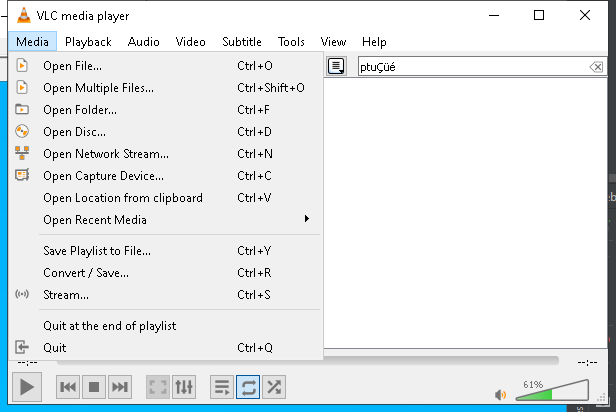 VLC media player
Media Playback Audio Video Subtitle Tools View Help
ptuÇüé
Open File... Ctrl+O
Open Multiple Files... Ctrl+Shift+O
Open Folder... Ctrl+F
Open Disc... Ctrl+D
Open Network Stream... Ctrl+N
Open Capture Device... Ctrl+C
Open Location from clipboard Ctrl+V
Open Recent Media
Save Playlist to File... Ctrl+Y
Convert / Save... Ctrl+R
Stream... Ctrl+S
Quit at the end of playlist
Quit Ctrl+Q
--:-- --:--
61%